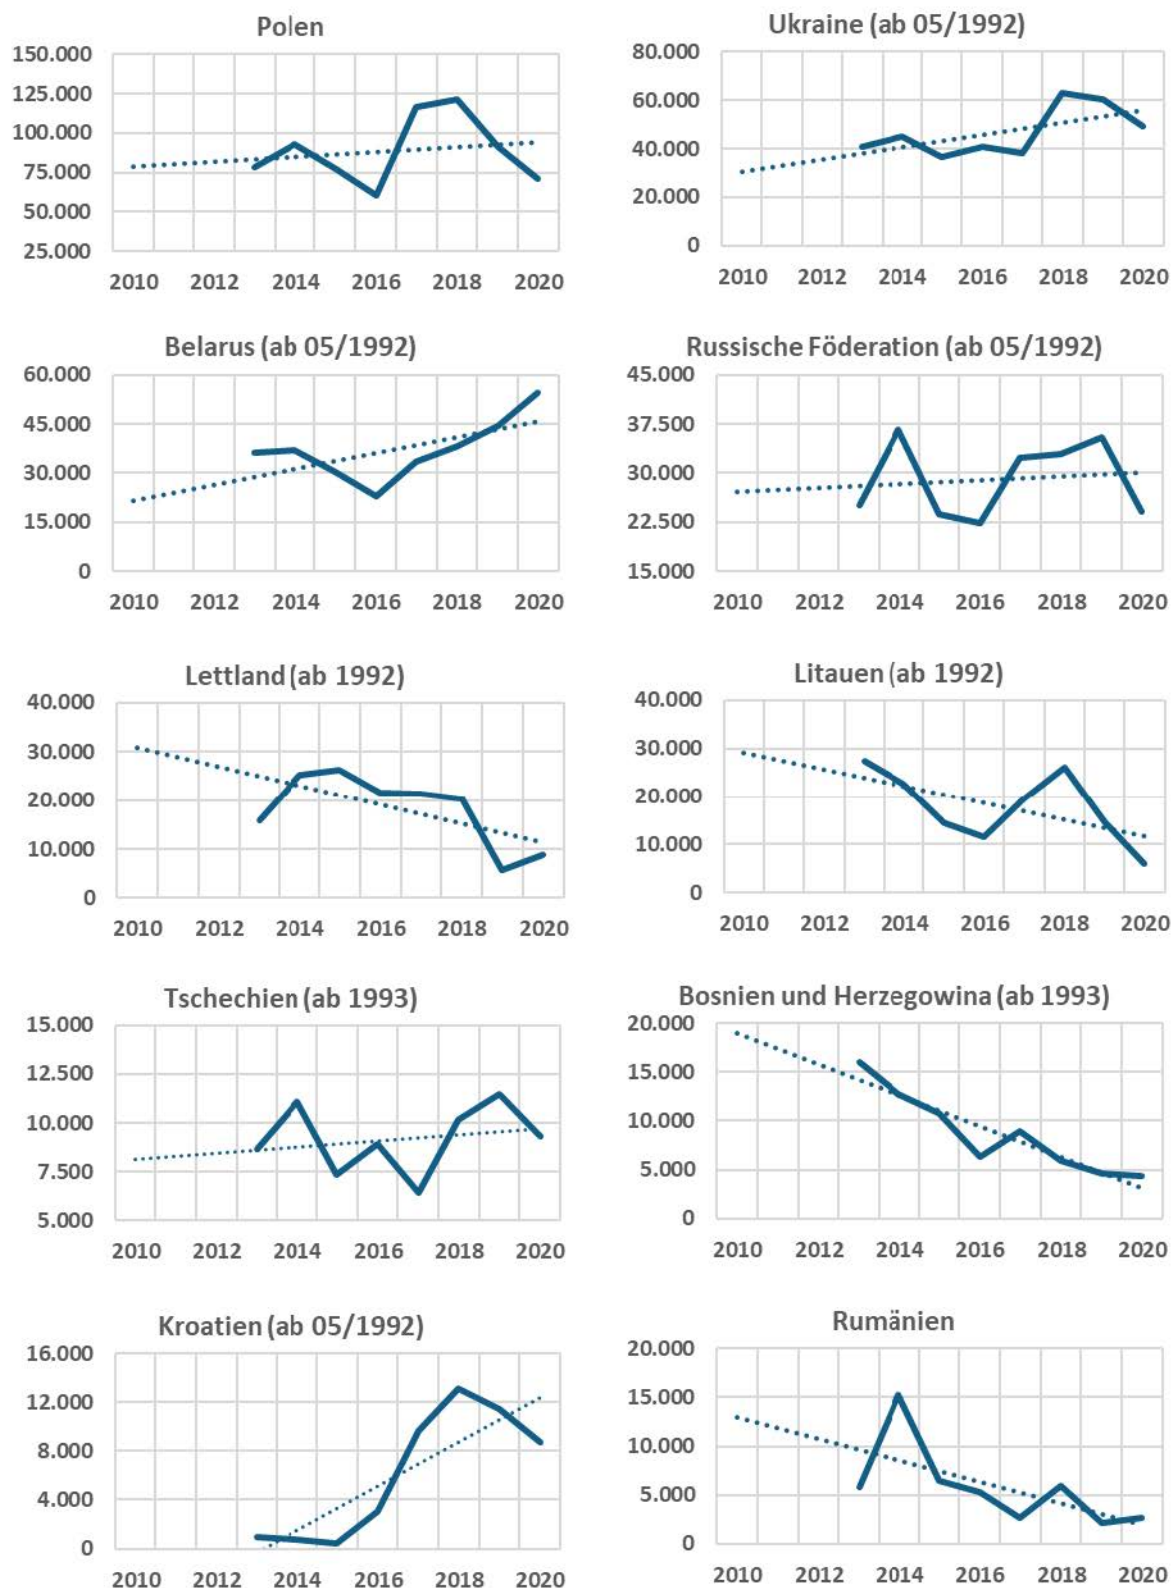 Polen
150.000
125.000
100.000
75.000
50.000
25.000
2010 2012 2014 2016 2018 2020
Ukraine (ab 05/1992)
80.000
60.000
40.000
20.000
0
2010 2012 2014 2016 2018 2020
Belarus (ab 05/1992)
60.000
45.000
30.000
15.000
0
2010 2012 2014 2016 2018 2020
Russische Föderation (ab 05/1992)
45.000
37.500
30.000
22.500
15.000
2010 2012 2014 2016 2018 2020
Lettland (ab 1992)
40.000
30.000
20.000
10.000
0
2010 2012 2014 2016 2018 2020
Litauen (ab 1992)
40.000
30.000
20.000
10.000
0
2010 2012 2014 2016 2018 2020
Tschechien (ab 1993)
15.000
12.500
10.000
7.500
5.000
2010 2012 2014 2016 2018 2020
Bosnien und Herzegowina (ab 1993)
20.000
15.000
10.000
5.000
0
2010 2012 2014 2016 2018 2020
Kroatien (ab 05/1992)
16.000
12.000
8.000
4.000
0
2010 2012 2014 2016 2018 2020
Rumänien
20.000
15.000
10.000
5.000
0
2010 2012 2014 2016 2018 2020